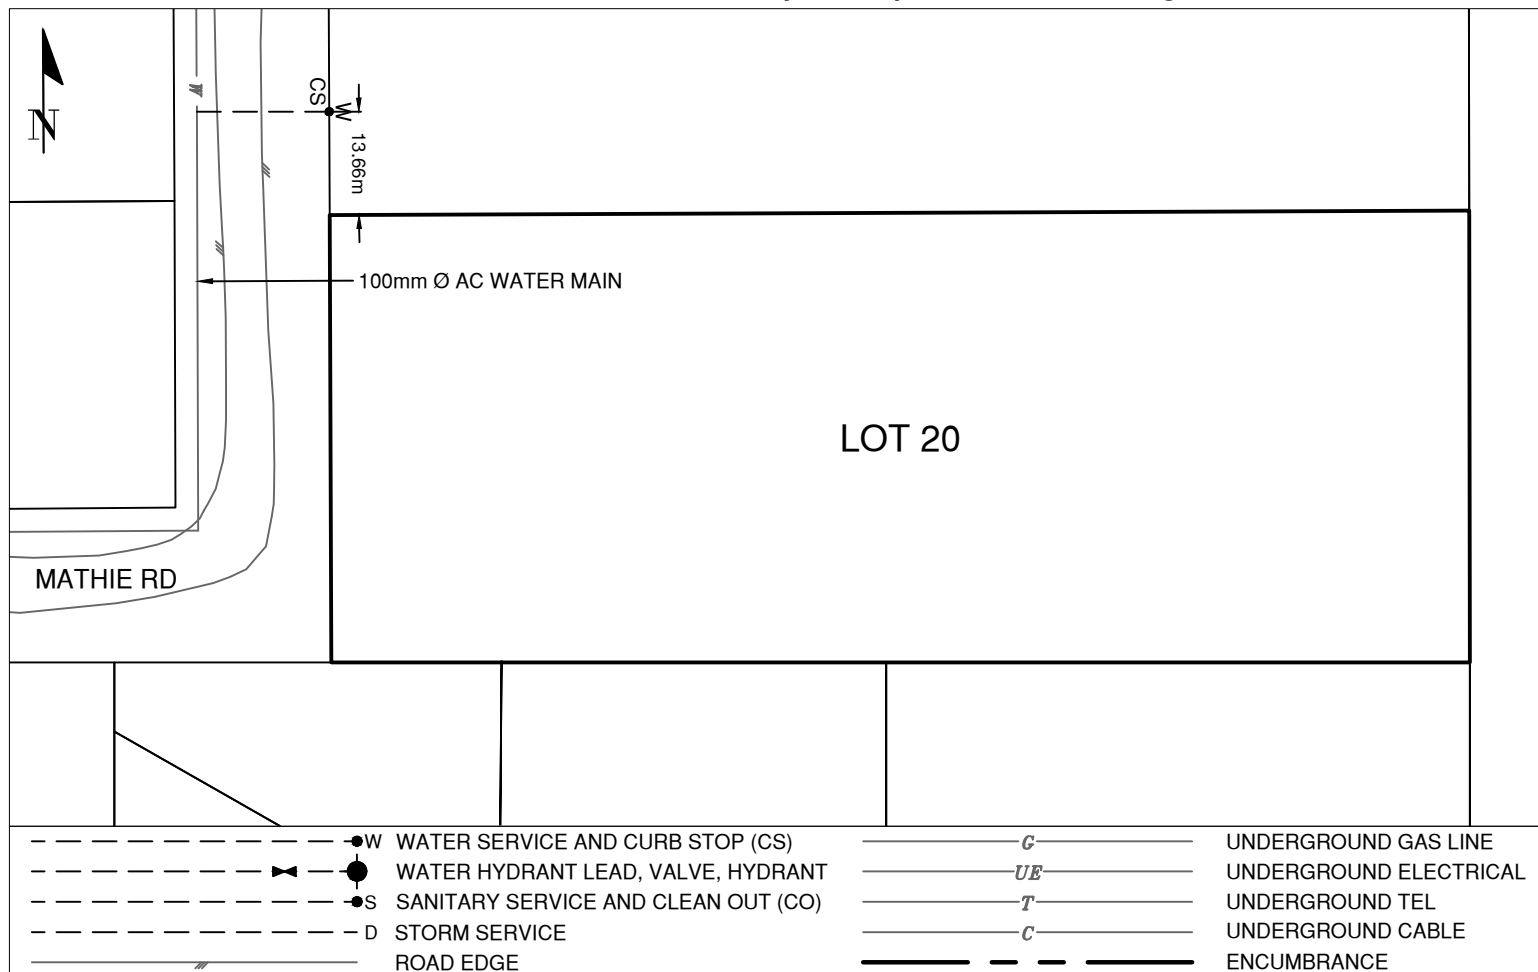 N
W
CS
W
13.66m
100mm Ø AC WATER MAIN
LOT 20
MATHIE RD
W WATER SERVICE AND CURB STOP (CS)
WATER HYDRANT LEAD, VALVE, HYDRANT
S SANITARY SERVICE AND CLEAN OUT (CO)
D STORM SERVICE
ROAD EDGE
G UNDERGROUND GAS LINE
UE UNDERGROUND ELECTRICAL
T UNDERGROUND TEL
C UNDERGROUND CABLE
ENCUMBRANCE